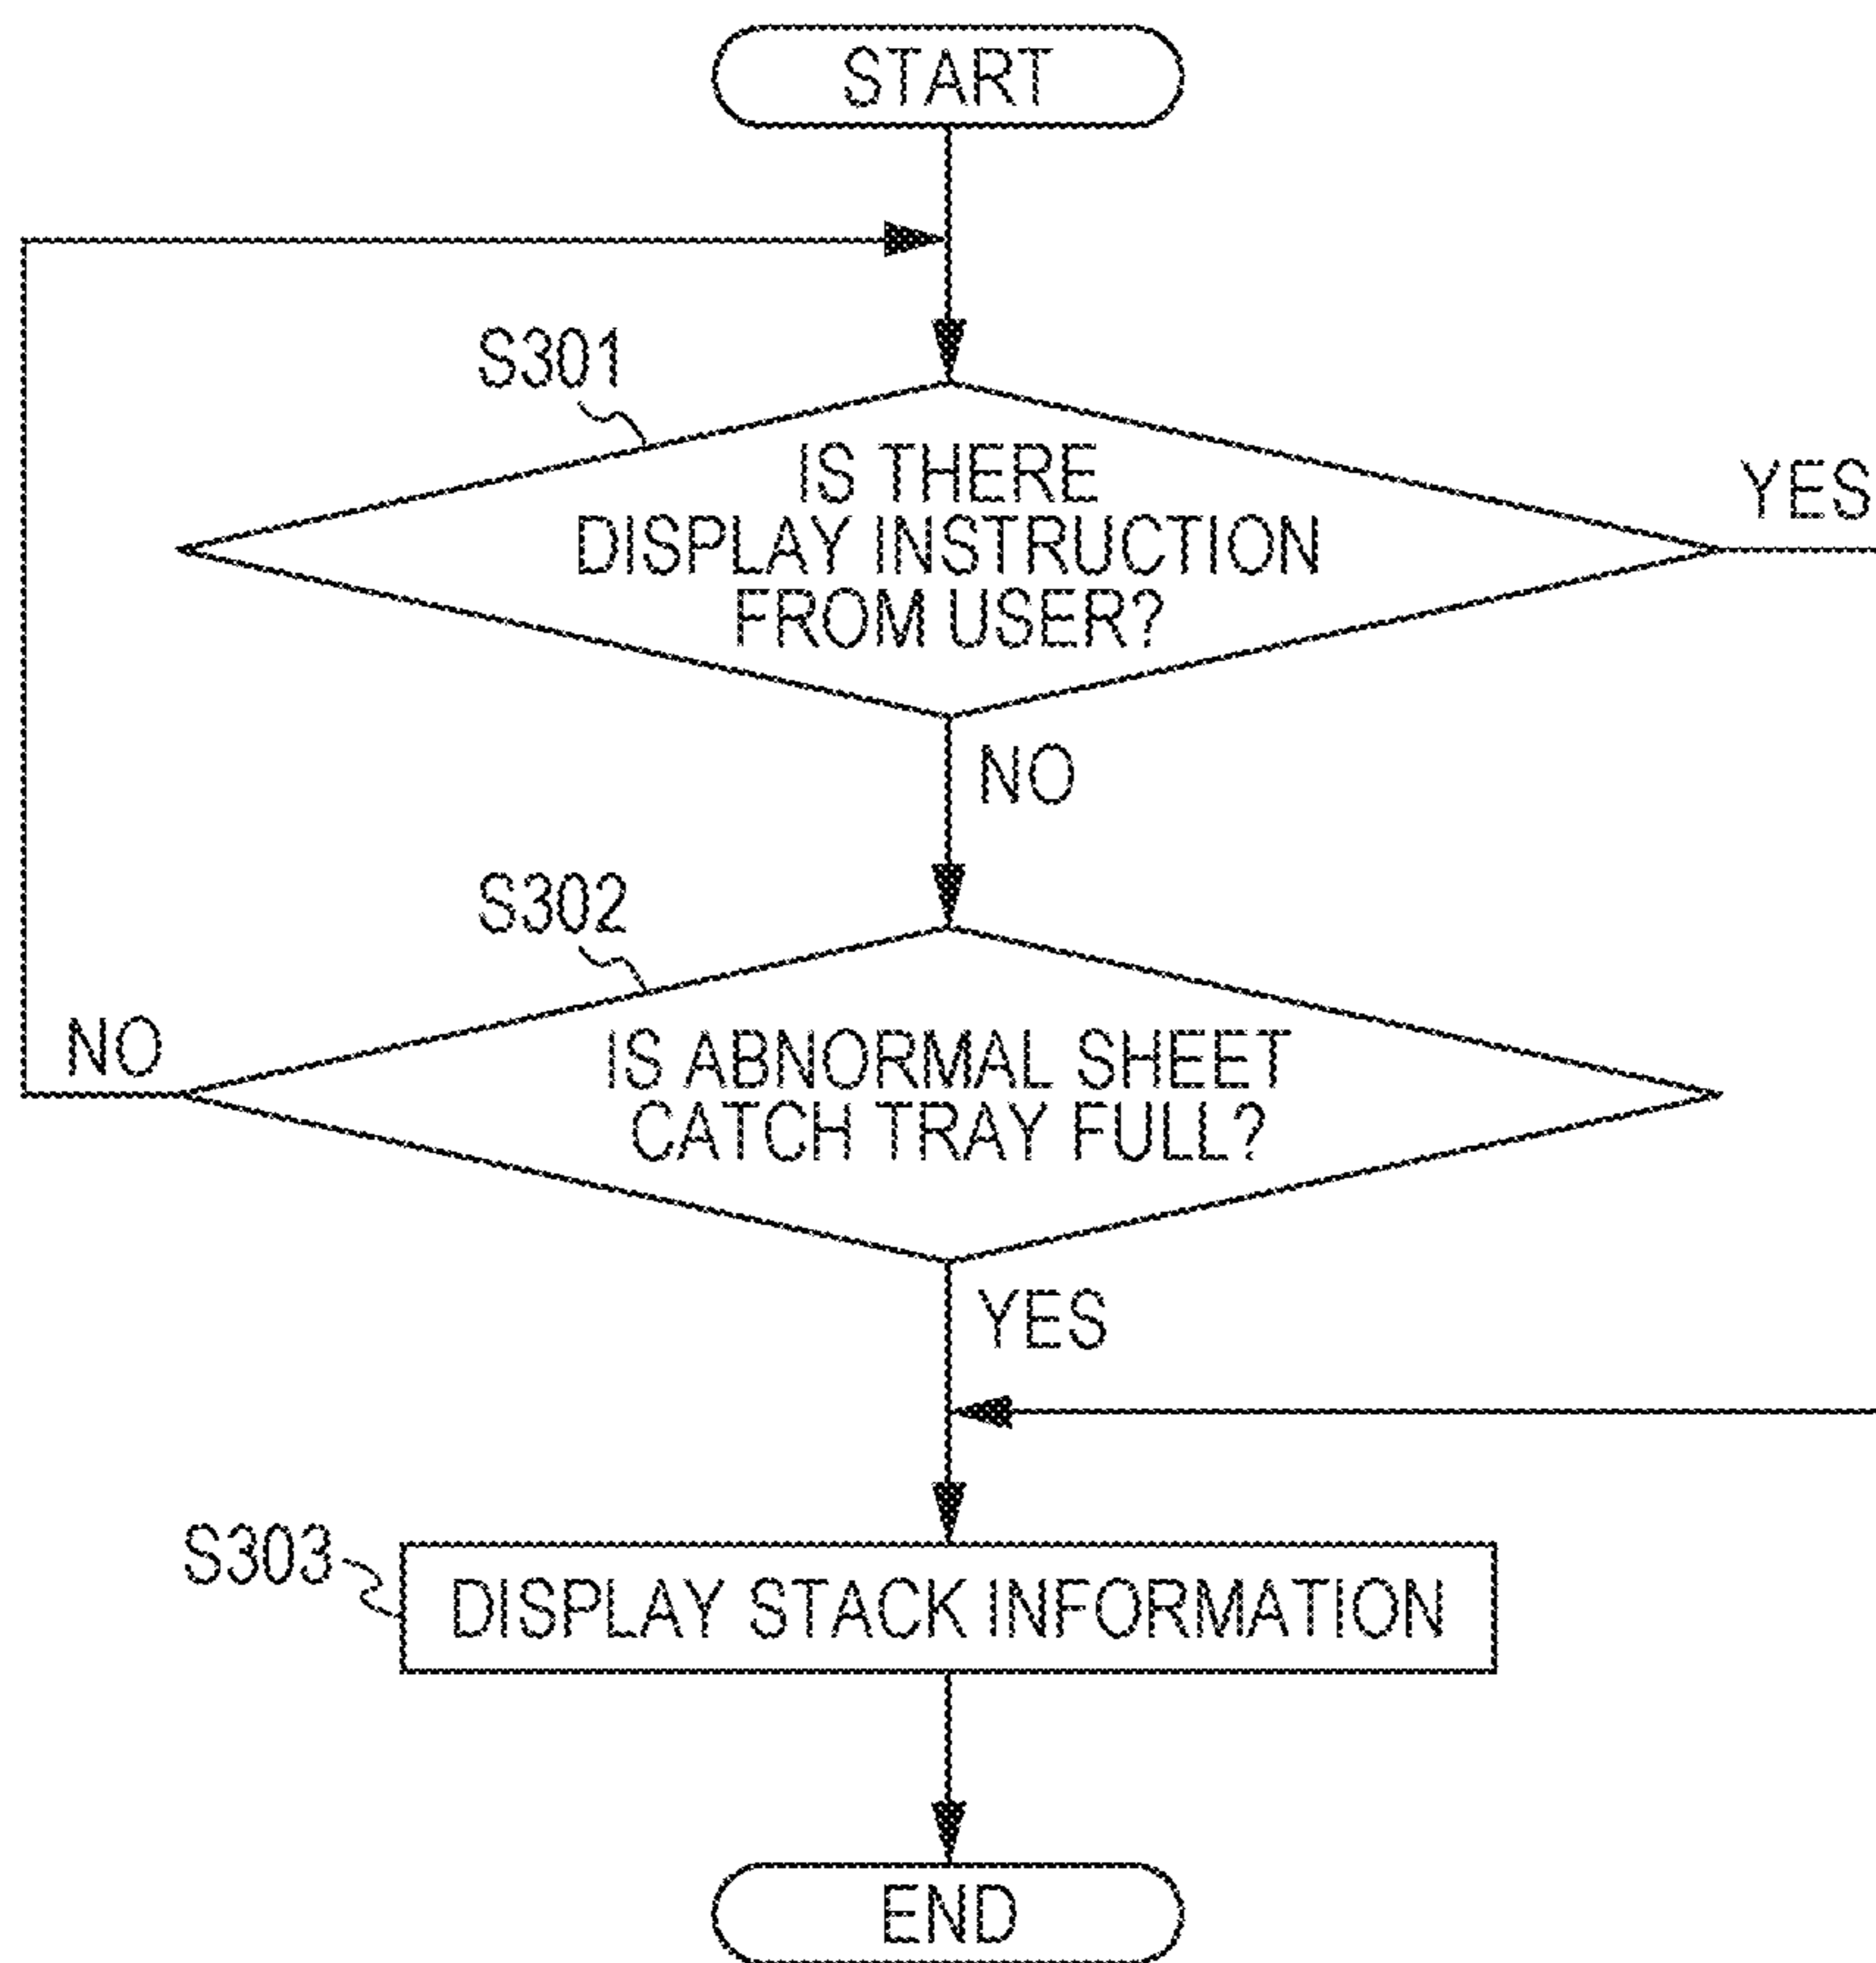 START
S301
IS THERE
DISPLAY INSTRUCTION
FROM USER?
YES
NO
S302
IS ABNORMAL SHEET
CATCH TRAY FULL?
NO
YES
S303
DISPLAY STACK INFORMATION
END